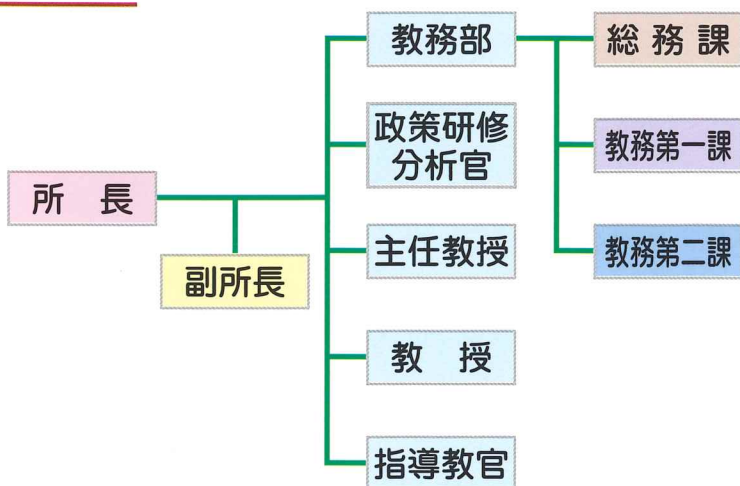 所長
副所長
教務部
政策研修
分析官
主任教授
教授
指導教官
総務課
教務第一課
教務第二課